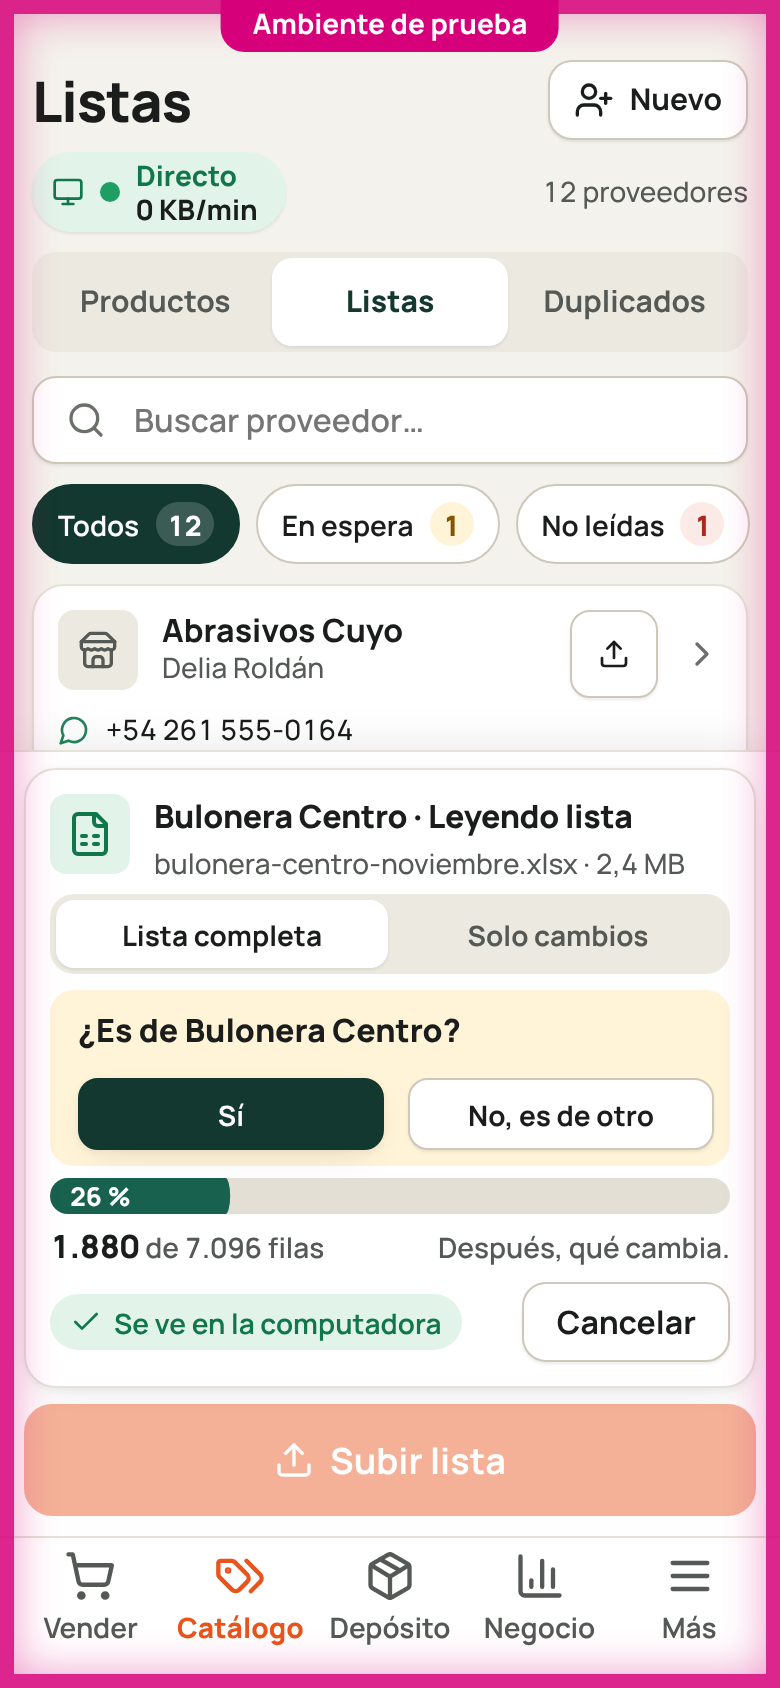 Ambiente de prueba
Listas
Nuevo
Directo
0 KB/min
12 proveedores
Productos
Listas
Duplicados
Buscar proveedor...
Todos 12
En espera 1
No leídas 1
Abrasivos Cuyo
Delia Roldán
+54 261 555-0164
Bulonera Centro · Leyendo lista
bulonera-centro-noviembre.xlsx · 2,4 MB
Lista completa
Solo cambios
¿Es de Bulonera Centro?
Sí
No, es de otro
26 %
1.880 de 7.096 filas
Después, qué cambia.
Se ve en la computadora
Cancelar
Subir lista
Vender
Catálogo
Depósito
Negocio
Más